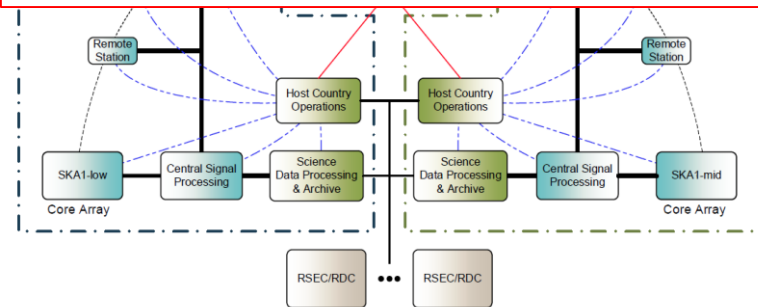 Remote
Station
Remote
Station
Host Country
Operations
Host Country
Operations
SKA1-low
Central Signal
Processing
Science
Data Processing
& Archive
Science
Data Processing
& Archive
Central Signal
Processing
SKA1-mid
Core Array
Core Array
RSEC/RDC
•••
RSEC/RDC